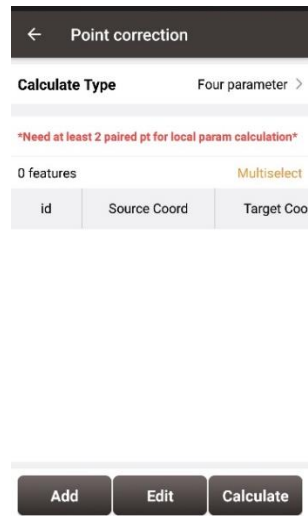 Point correction
Calculate Type Four parameter >
*Need at least 2 paired pt for local param calculation*
0 features Multiselect
id Source Coord Target Coo
Add Edit Calculate